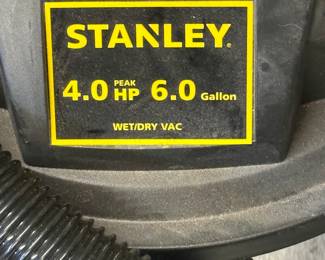 STANLEY®
4.0 PEAK HP 6.0 Gallon
WET/DRY VAC